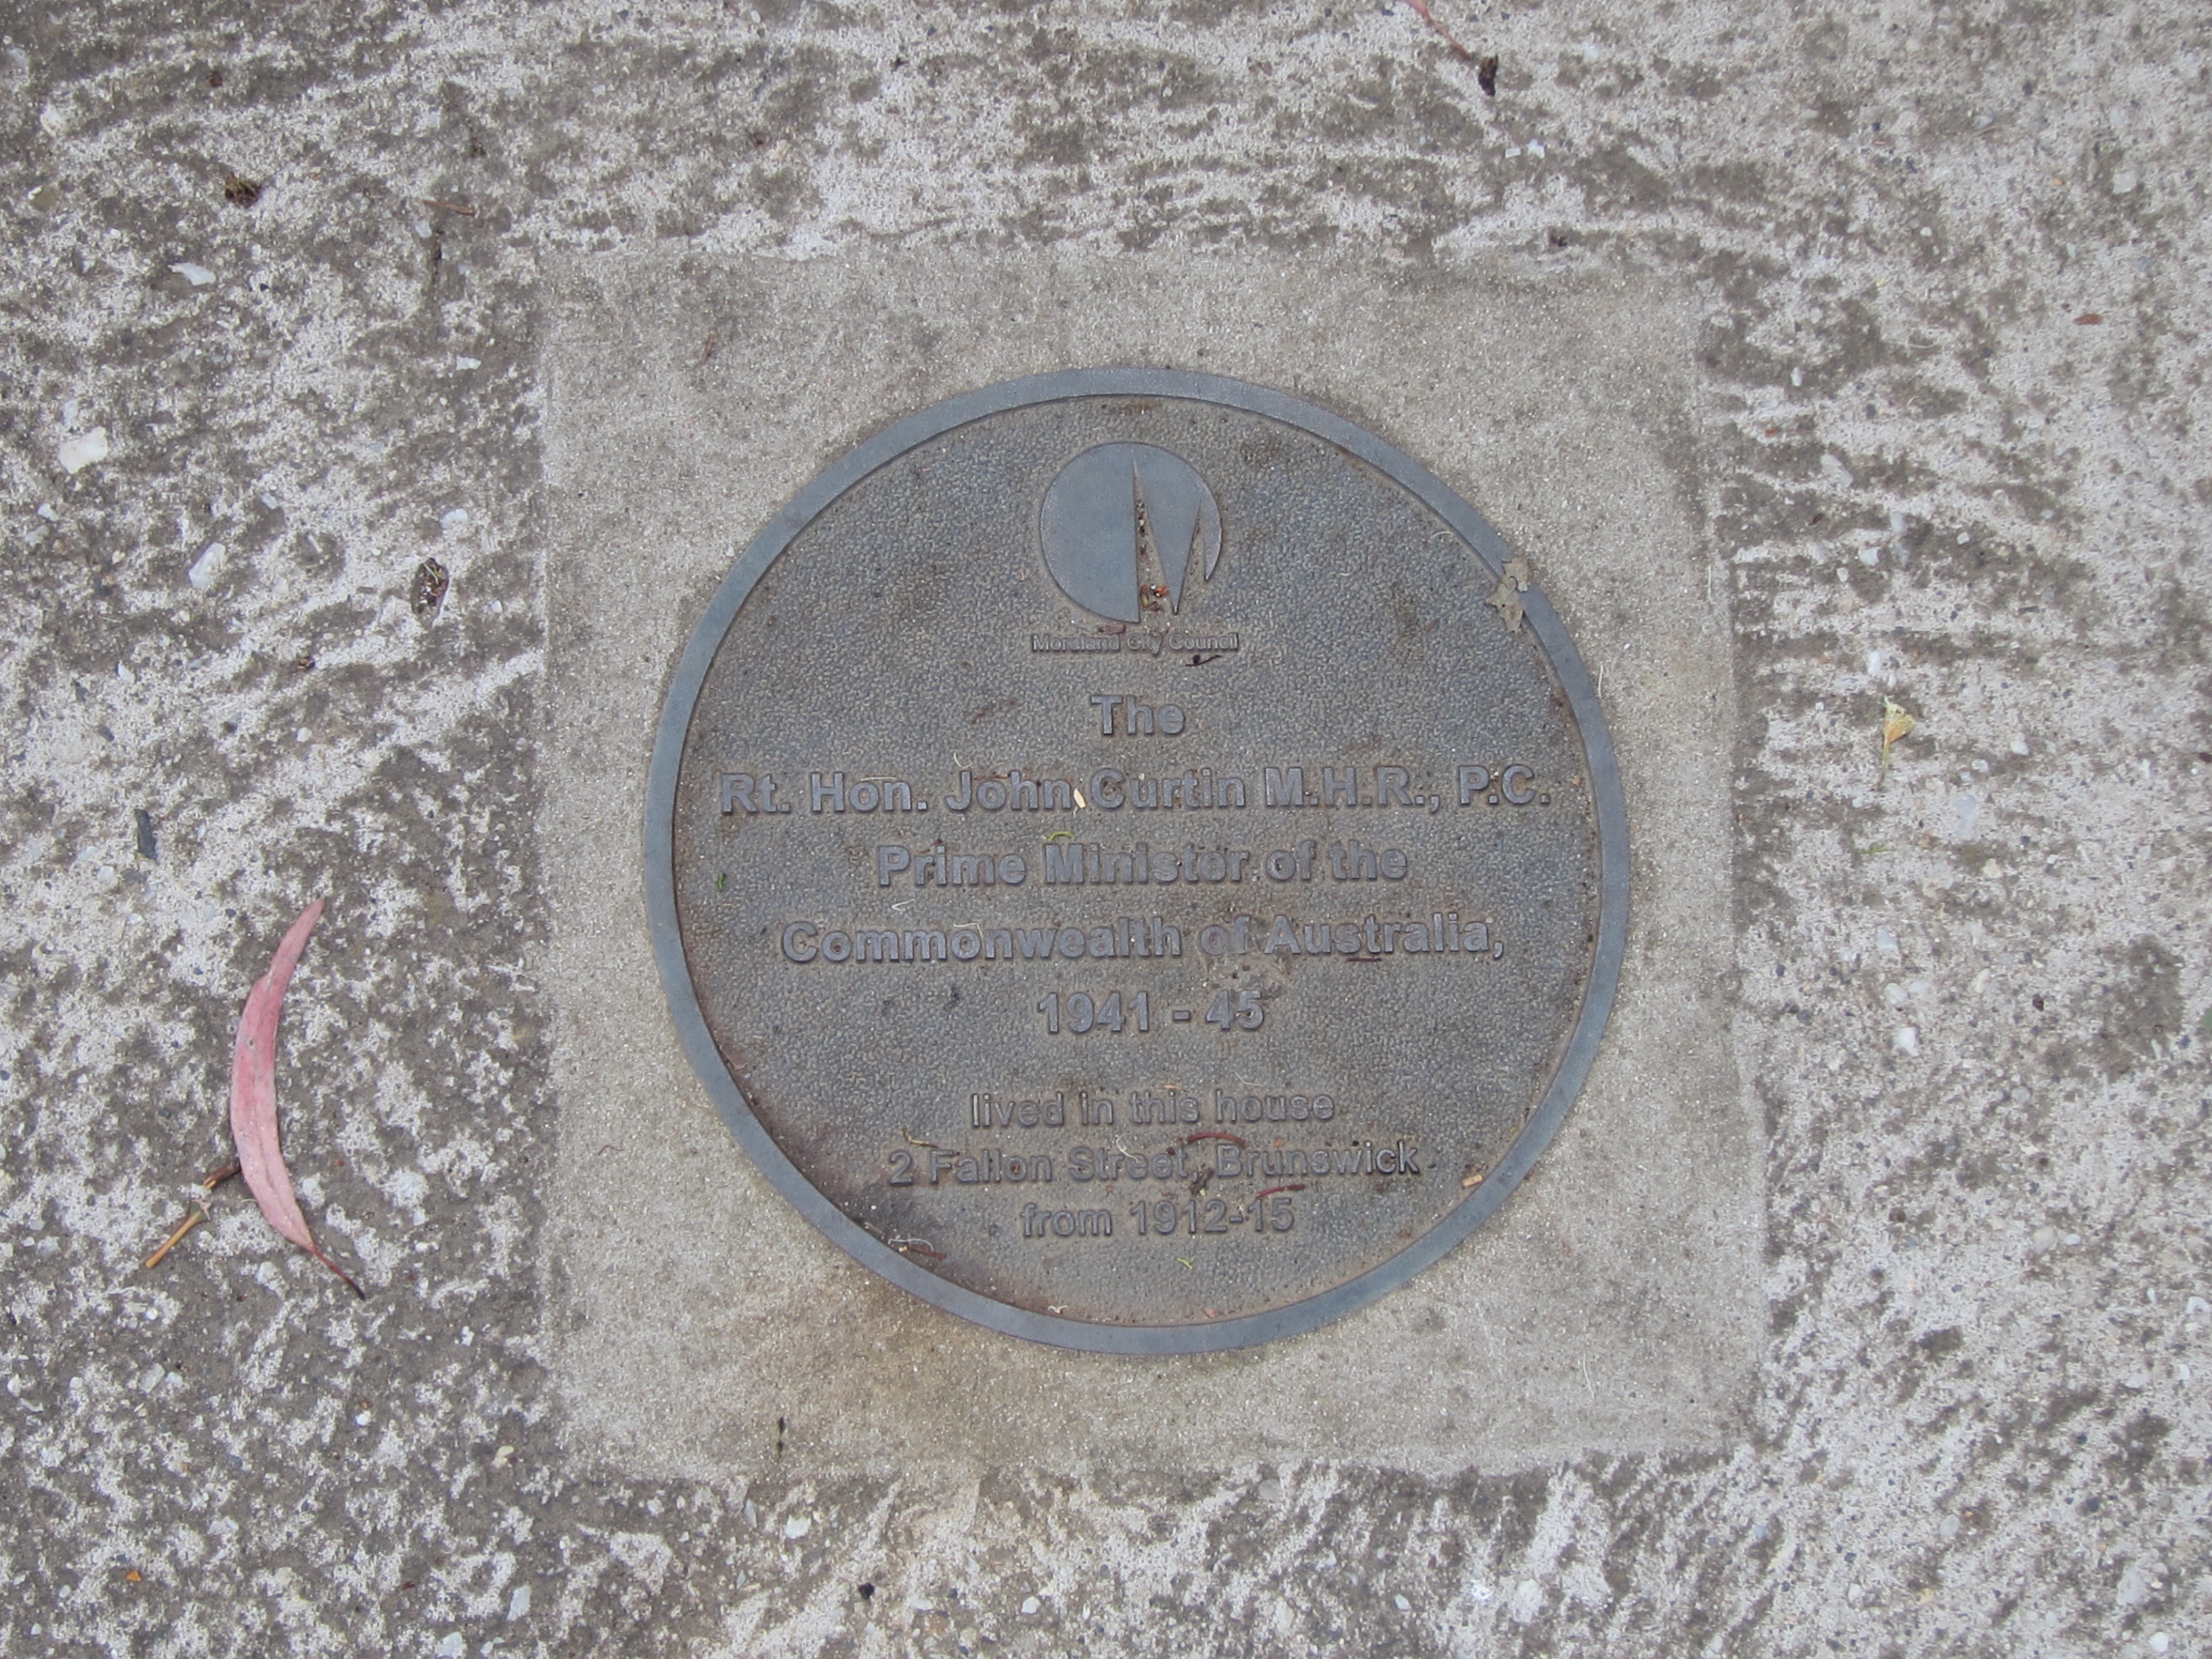 Moreland City Council
The
Rt. Hon. John Curtin M.H.R., P.C.
Prime Minister of the
Commonwealth of Australia,
1941 - 45
lived in this house
2 Fallon Street, Brunswick
from 1912-15